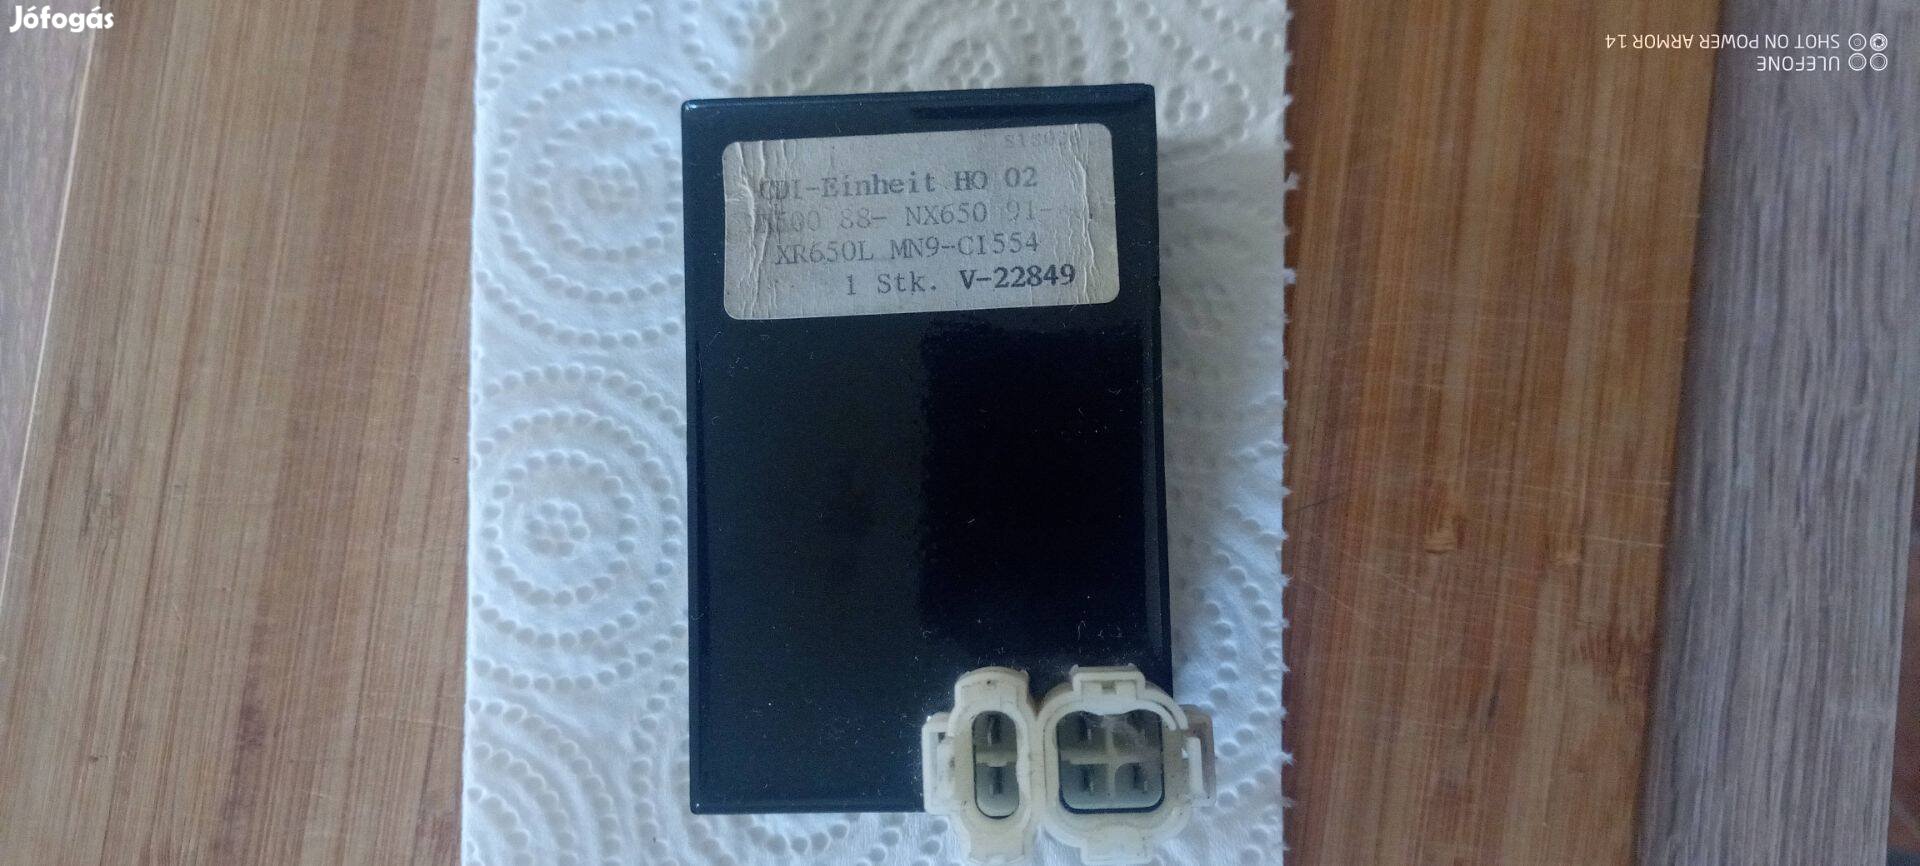 Jófogás
SHOT ON POWER ARMOR 14
ULEFONE
CDI-Einheit HO 02
88- NX650 91-
XR650L MN9-CI554
1 Stk. V-22849